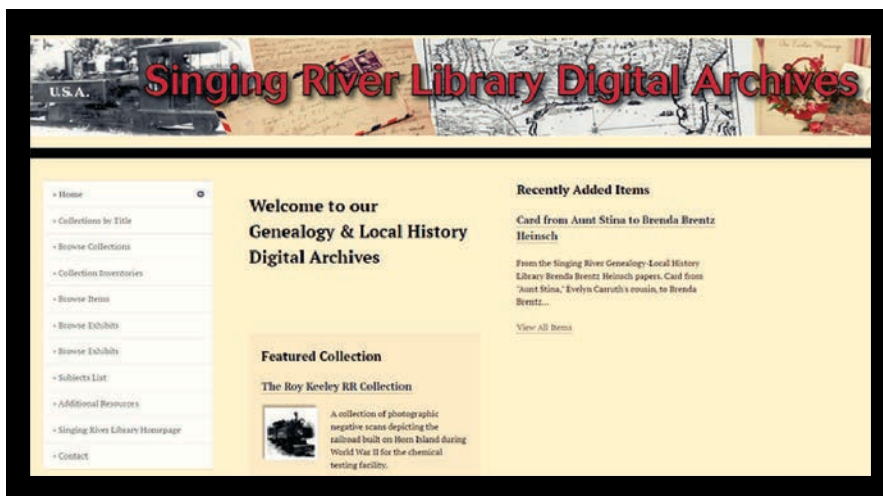 U.S.A.
Singing River Library Digital Archives
» Home
» Collections by Title
» Browse Collections
» Collection Inventories
» Browse Items
» Browse Exhibits
» Browse Exhibits
» Subjects List
» Additional Resources
» Singing River Library Homepage
» Contact
Welcome to our
Genealogy & Local History
Digital Archives
Featured Collection
The Roy Keeley RR Collection
A collection of photographic
negative scans depicting the
railroad built on Horn Island during
World War II for the chemical
testing facility.
Recently Added Items
Card from Aunt Stina to Brenda Brentz
Heinsch
From the Singing River Genealogy-Local History
Library Brenda Brentz Heinsch papers. Card from
"Aunt Stina," Evelyn Carruth's cousin, to Brenda
Brentz...
View All Items